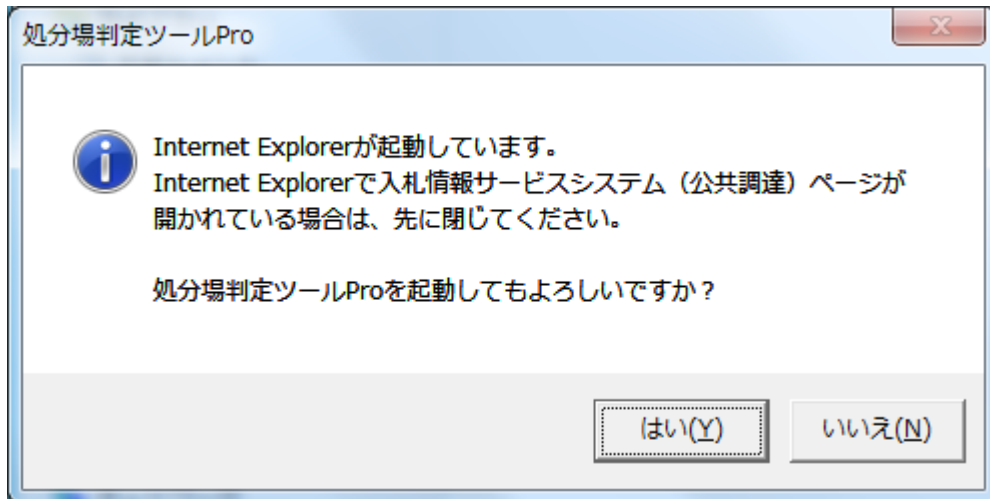 処分場判定ツールPro
Internet Explorerが起動しています。
Internet Explorerで入札情報サービスシステム（公共調達）ページが
開かれている場合は、先に閉じてください。
処分場判定ツールProを起動してもよろしいですか？
はい(Y)
いいえ(N)